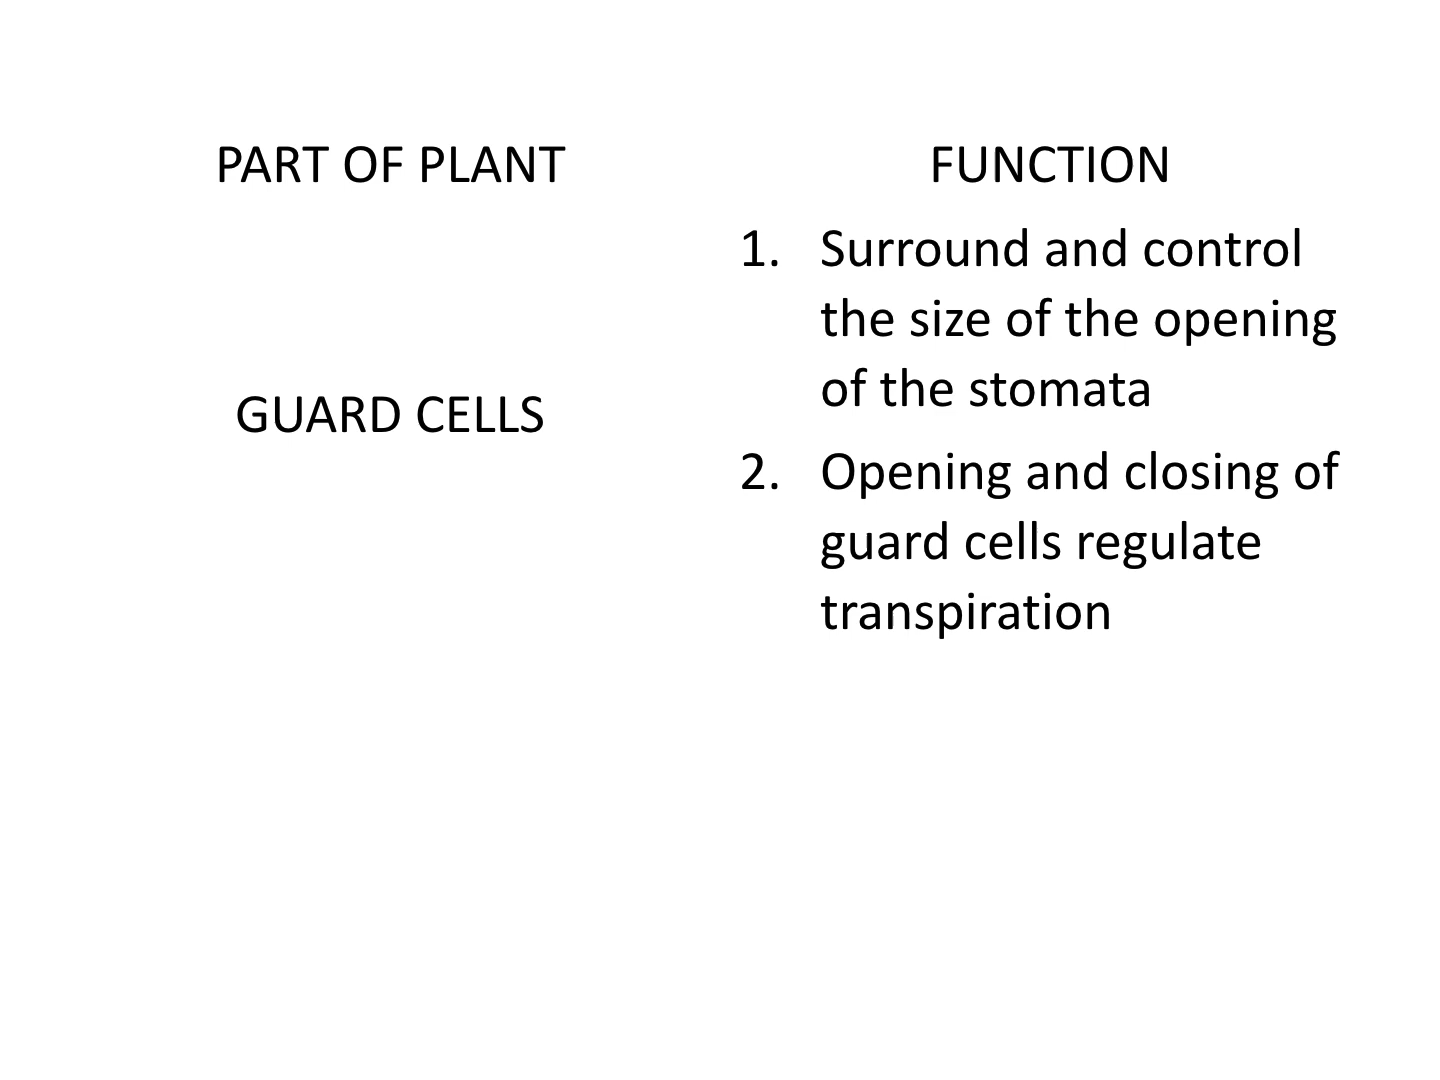 PART OF PLANT
FUNCTION
GUARD CELLS
1. Surround and control
the size of the opening
of the stomata
2. Opening and closing of
guard cells regulate
transpiration